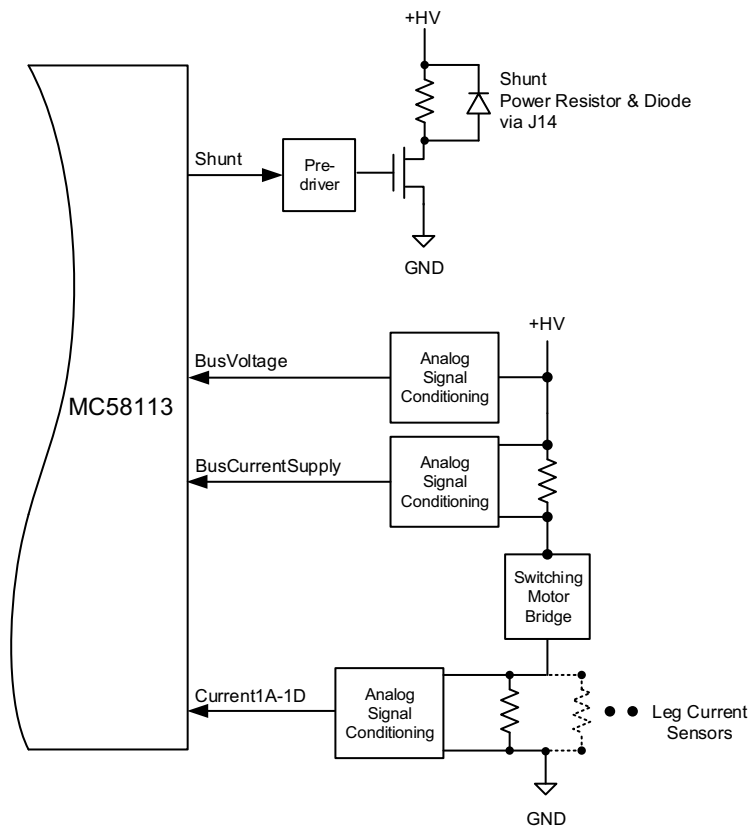 +HV
Shunt
Power Resistor & Diode
via J14
Shunt
Pre-
driver
GND
+HV
BusVoltage
Analog
Signal
Conditioning
MC58113
BusCurrentSupply
Analog
Signal
Conditioning
Switching
Motor
Bridge
Current1A-1D
Analog
Signal
Conditioning
Leg Current
Sensors
GND